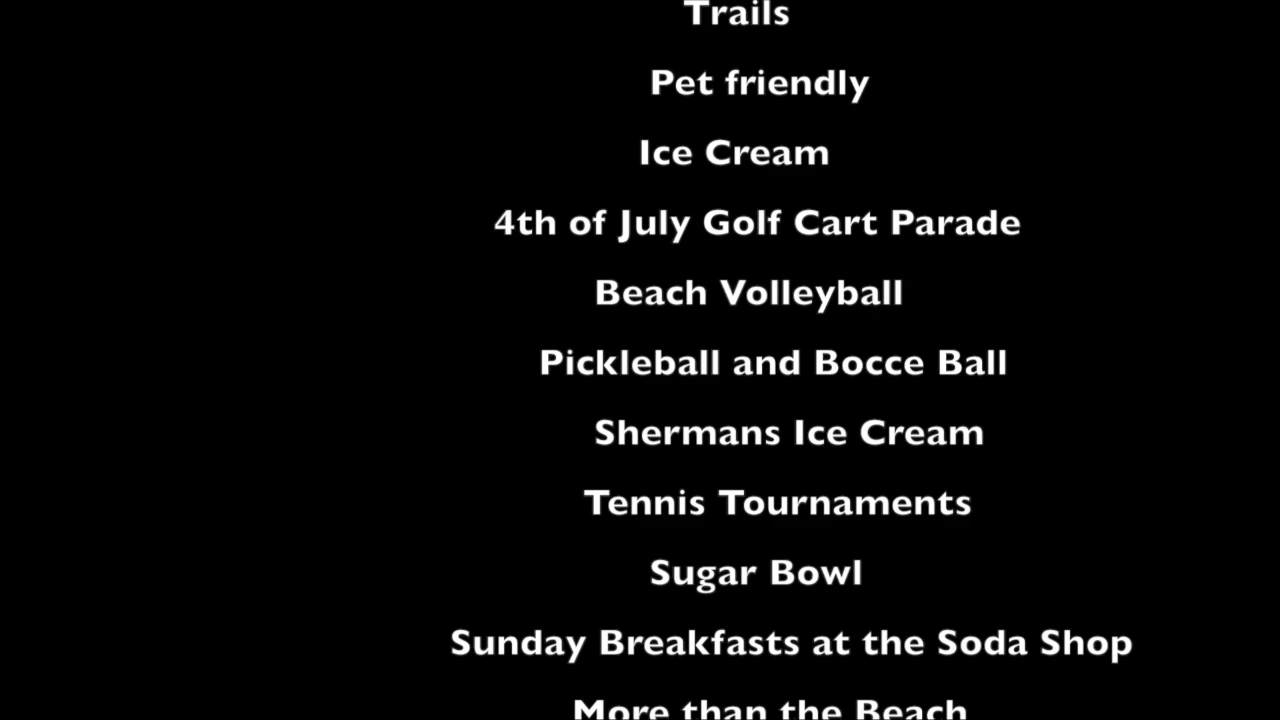 Trails
Pet friendly
Ice Cream
4th of July Golf Cart Parade
Beach Volleyball
Pickleball and Bocce Ball
Shermans Ice Cream
Tennis Tournaments
Sugar Bowl
Sunday Breakfasts at the Soda Shop
More than the Beach